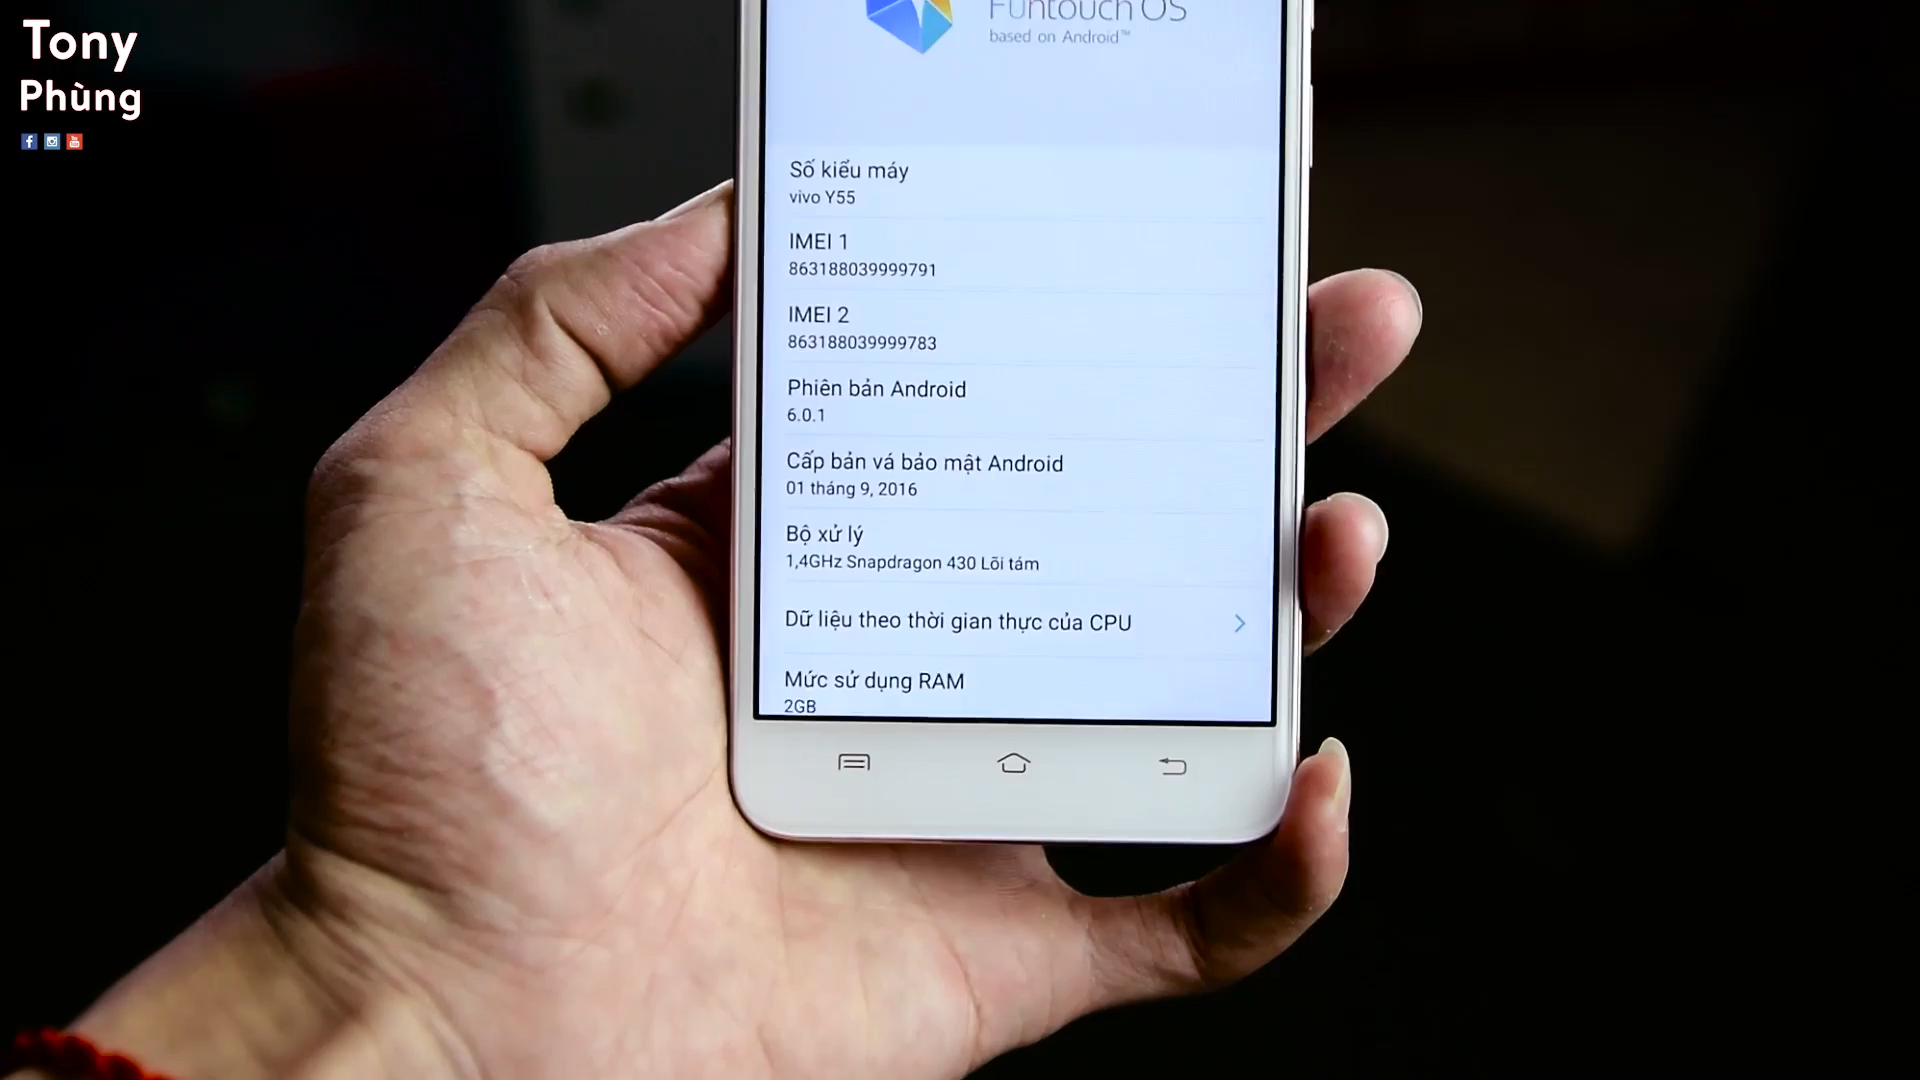 Tony
Phùng
Funtouch OS
based on Android™
Số kiểu máy
vivo Y55
IMEI 1
863188039999791
IMEI 2
863188039999783
Phiên bản Android
6.0.1
Cấp bản vá bảo mật Android
01 tháng 9, 2016
Bộ xử lý
1,4GHz Snapdragon 430 Lõi tám
Dữ liệu theo thời gian thực của CPU
Mức sử dụng RAM
2GB